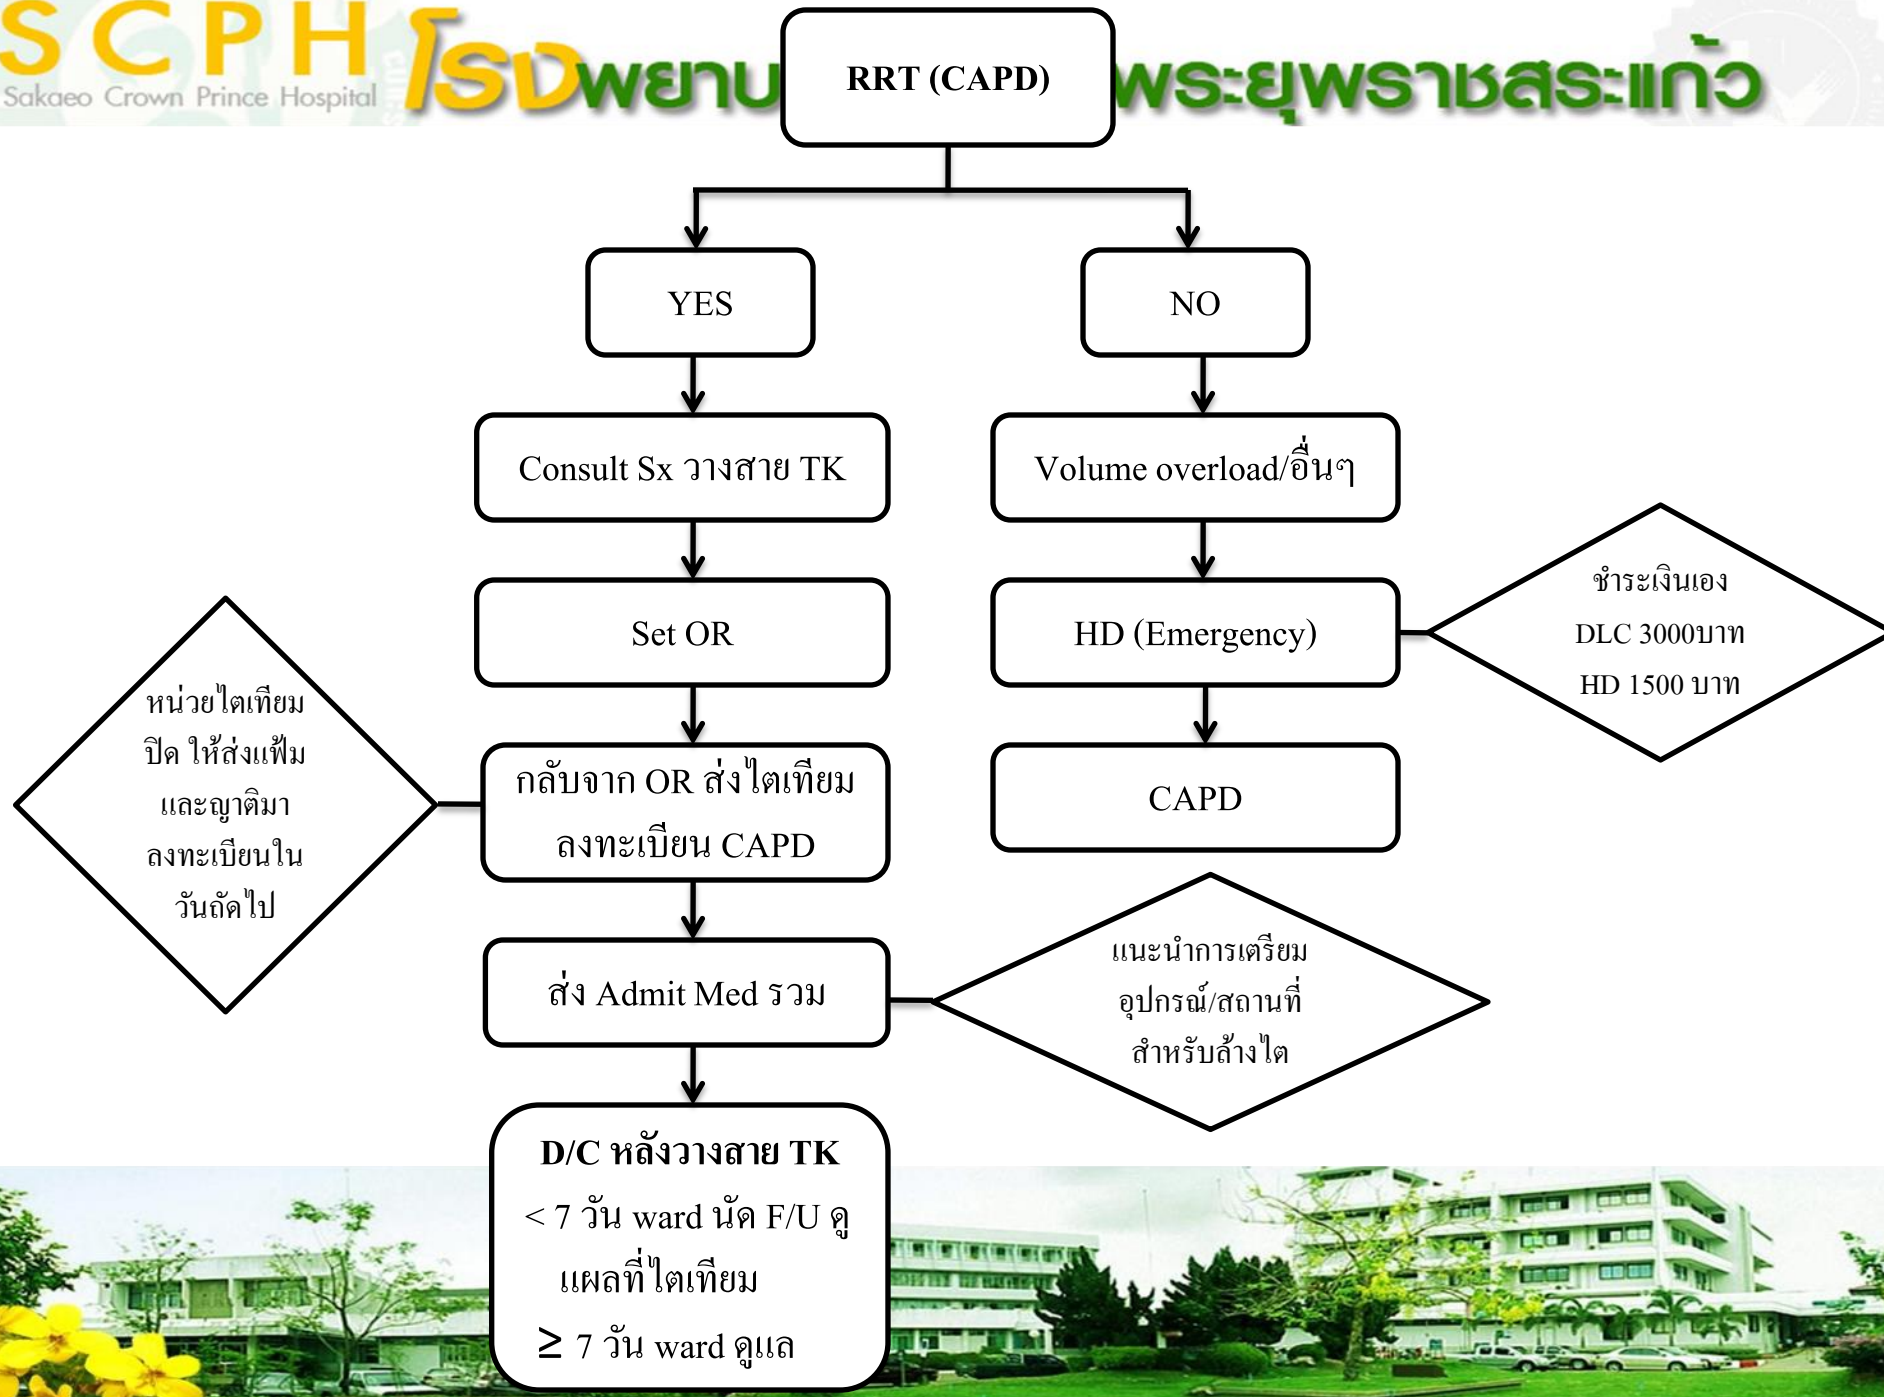 SCPH
Sakaeo Crown Prince Hospital
โรงพยาบ
พระยุพราชสระแก้ว
RRT (CAPD)
YES
NO
Consult Sx วางสาย TK
Volume overload/อื่นๆ
Set OR
HD (Emergency)
ชำระเงินเอง
DLC 3000บาท
HD 1500 บาท
หน่วยไตเทียม
ปิด ให้ส่งแฟ้ม
และญาติมา
ลงทะเบียนใน
วันถัดไป
กลับจาก OR ส่งไตเทียม
ลงทะเบียน CAPD
CAPD
ส่ง Admit Med รวม
แนะนำการเตรียม
อุปกรณ์/สถานที่
สำหรับล้างไต
D/C หลังวางสาย TK
< 7 วัน ward นัด F/U ดู
แผลที่ไตเทียม
≥ 7 วัน ward ดูแล